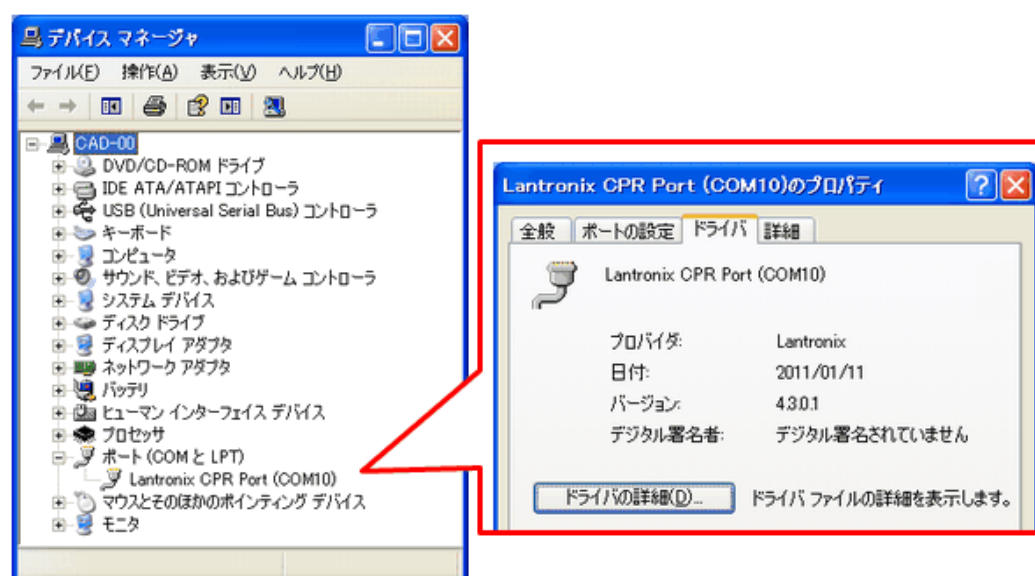 デバイス マネージャ
ファイル(F) 操作(A) 表示(V) ヘルプ(H)
CAD-00
DVD/CD-ROM ドライブ
IDE ATA/ATAPI コントローラ
USB (Universal Serial Bus) コントローラ
キーボード
コンピュータ
サウンド、ビデオ、およびゲーム コントローラ
システム デバイス
ディスク ドライブ
ディスプレイ アダプタ
ネットワーク アダプタ
バッテリ
ヒューマン インターフェイス デバイス
プロセッサ
ポート (COM と LPT)
Lantronix CPR Port (COM10)
マウスとそのほかのポインティング デバイス
モニタ
Lantronix CPR Port (COM10)のプロパティ
全般 ポートの設定 ドライバ 詳細
Lantronix CPR Port (COM10)
プロバイダ: Lantronix
日付: 2011/01/11
バージョン: 4.3.0.1
デジタル署名者: デジタル署名されていません
ドライバの詳細(D)... ドライバ ファイルの詳細を表示します。